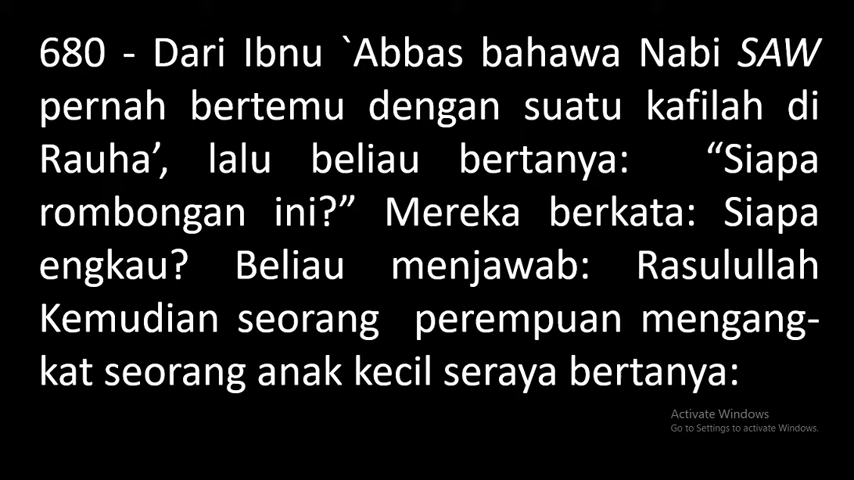 680 - Dari Ibnu `Abbas bahawa Nabi SAW
pernah bertemu dengan suatu kafilah di
Rauha’, lalu beliau bertanya: “Siapa
rombongan ini?” Mereka berkata: Siapa
engkau? Beliau menjawab: Rasulullah
Kemudian seorang perempuan mengang-
kat seorang anak kecil seraya bertanya:
Activate Windows
Go to Settings to activate Windows.